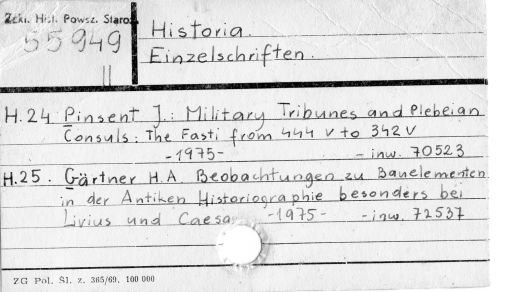 Zakł. Hist. Powsz. Staroż.
55949
II
Historia.
Einzelschriften.
H.24 Pinsent J.: Military Tribunes and Plebeian
Consuls: The Fasti from 444 V to 342 V
-1975- - inw. 70523
H.25. Gärtner H.A. Beobachtungen zu Bauelementen
in der Antiken Historiographie besonders bei
Livius und Caesar -1975- - inw. 72537
ZG Pol. Śl. z. 365/69. 100 000